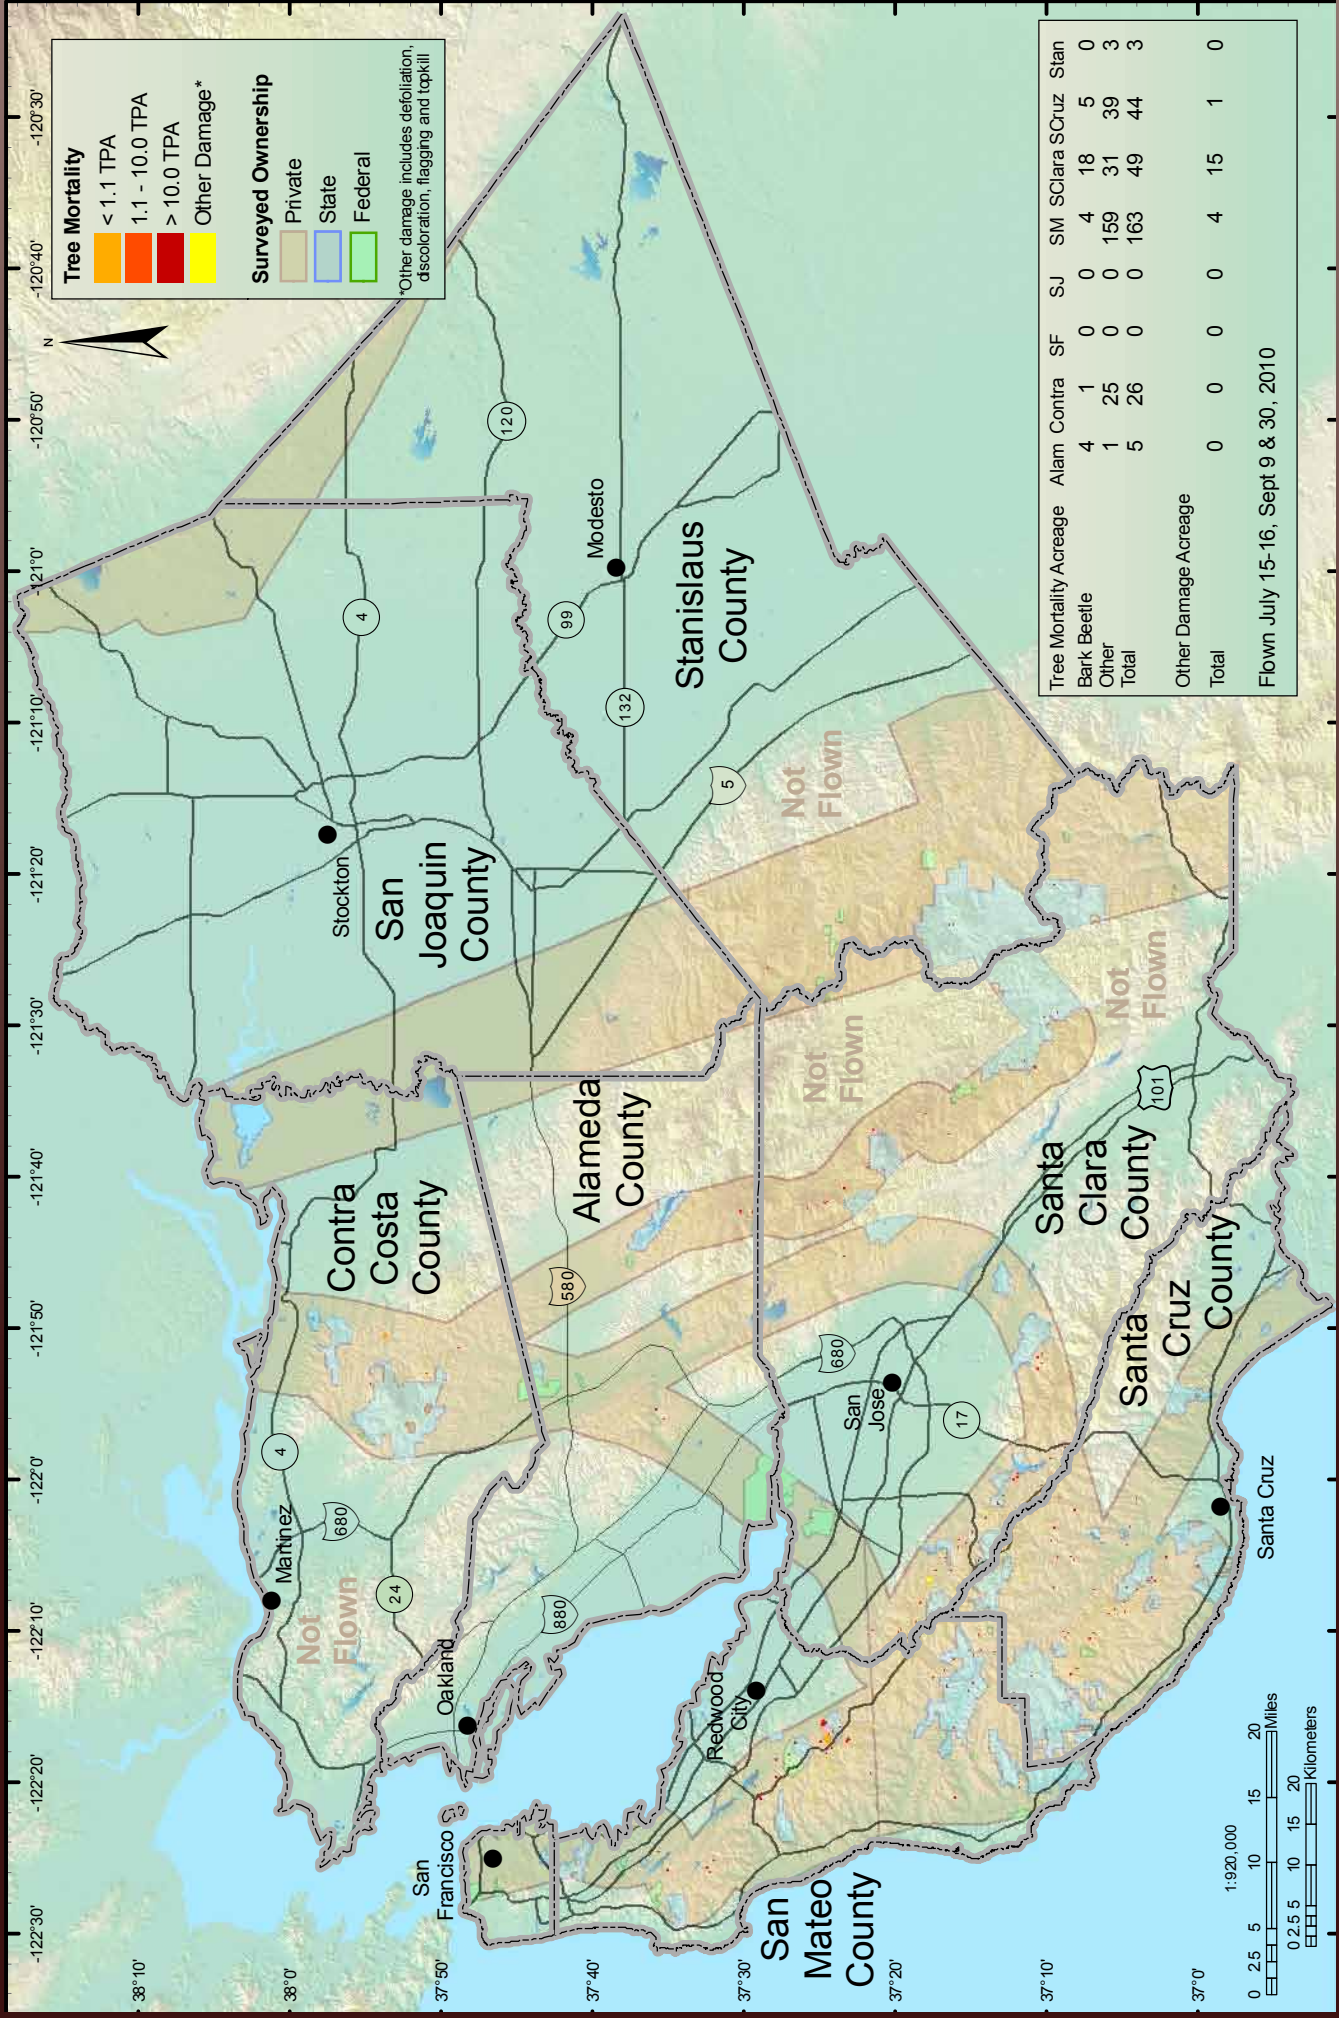 -122°30'
-122°20'
-122°10'
-122°0'
-121°50'
-121°40'
-121°30'
-121°20'
-121°10'
-121°0'
-120°50'
-120°40'
-120°30'
38°10'
38°0'
37°50'
37°40'
37°30'
37°20'
37°10'
37°0'
N
Tree Mortality
< 1.1 TPA
1.1 - 10.0 TPA
> 10.0 TPA
Other Damage*
Surveyed Ownership
Private
State
Federal
*Other damage includes defoliation,
discoloration, flagging and topkill
Martinez
4
680
24
Not
Flown
Oakland
880
580
680
Contra
Costa
County
Alameda
County
San
Francisco
San
Mateo
County
Redwood
City
San
Jose
17
Santa
Clara
County
101
Santa
Cruz
County
Santa Cruz
Not
Flown
Not
Flown
Not
Flown
Stockton
San
Joaquin
County
4
120
99
132
5
Modesto
Stanislaus
County
Tree Mortality Acreage Alam Contra SF SJ SM SClara SCruz Stan
Bark Beetle 4 1 0 0 4 18 5 0
Other 1 25 0 0 159 31 39 3
Total 5 26 0 0 163 49 44 3
Other Damage Acreage
Total 0 0 0 0 4 15 1 0
Flown July 15-16, Sept 9 & 30, 2010
1:920,000
0 2.5 5 10 15 20
Miles
0 2.5 5 10 15 20
Kilometers